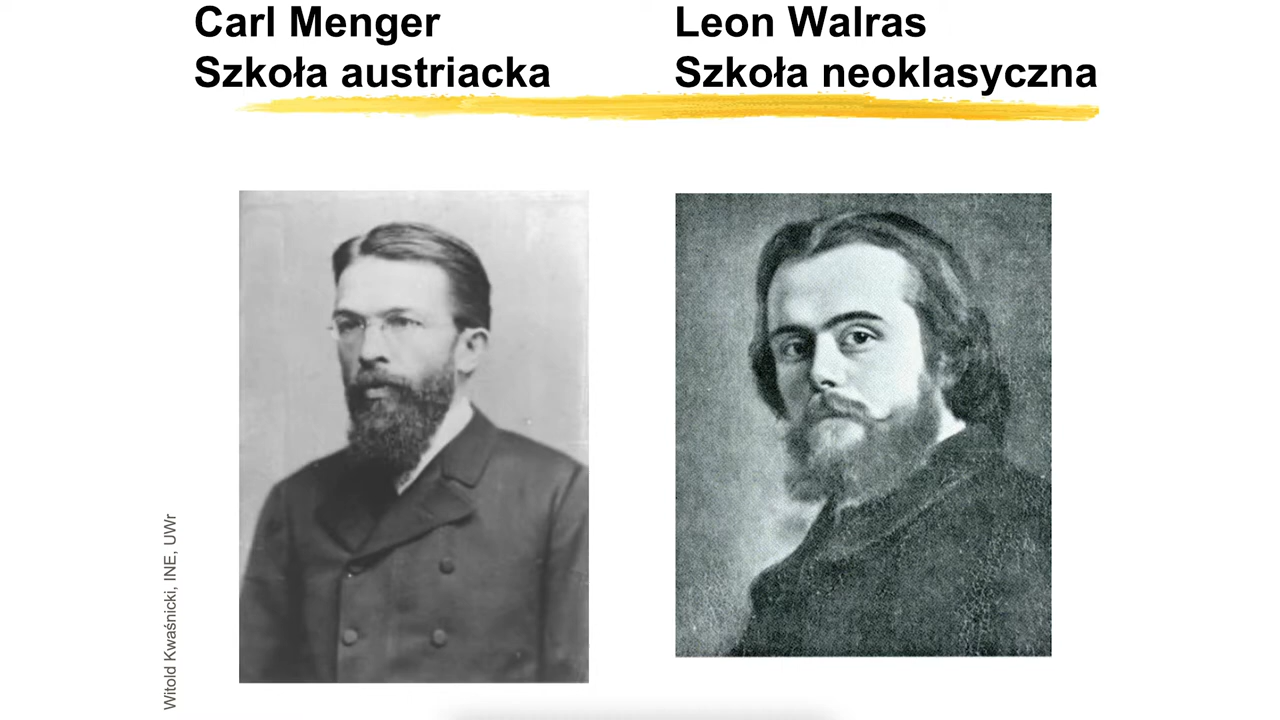 Carl Menger
Szkoła austriacka
Leon Walras
Szkoła neoklasyczna
Witold Kwaśnicki, INE, UWr